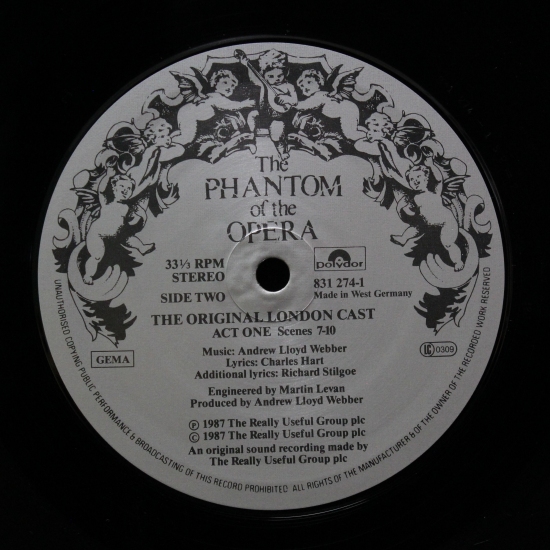 The
PHANTOM
of the
OPERA
33⅓ RPM
STEREO
SIDE TWO
Polydor
831 274-1
Made in West Germany
THE ORIGINAL LONDON CAST
ACT ONE Scenes 7-10
GEMA
LC 0309
Music: Andrew Lloyd Webber
Lyrics: Charles Hart
Additional lyrics: Richard Stilgoe
Engineered by Martin Levan
Produced by Andrew Lloyd Webber
℗ 1987 The Really Useful Group plc
© 1987 The Really Useful Group plc
An original sound recording made by
The Really Useful Group plc
UNAUTHORISED COPYING PUBLIC PERFORMANCE & BROADCASTING OF THIS RECORD PROHIBITED ALL RIGHTS OF THE MANUFACTURER & OF THE OWNER OF THE RECORDED WORK RESERVED